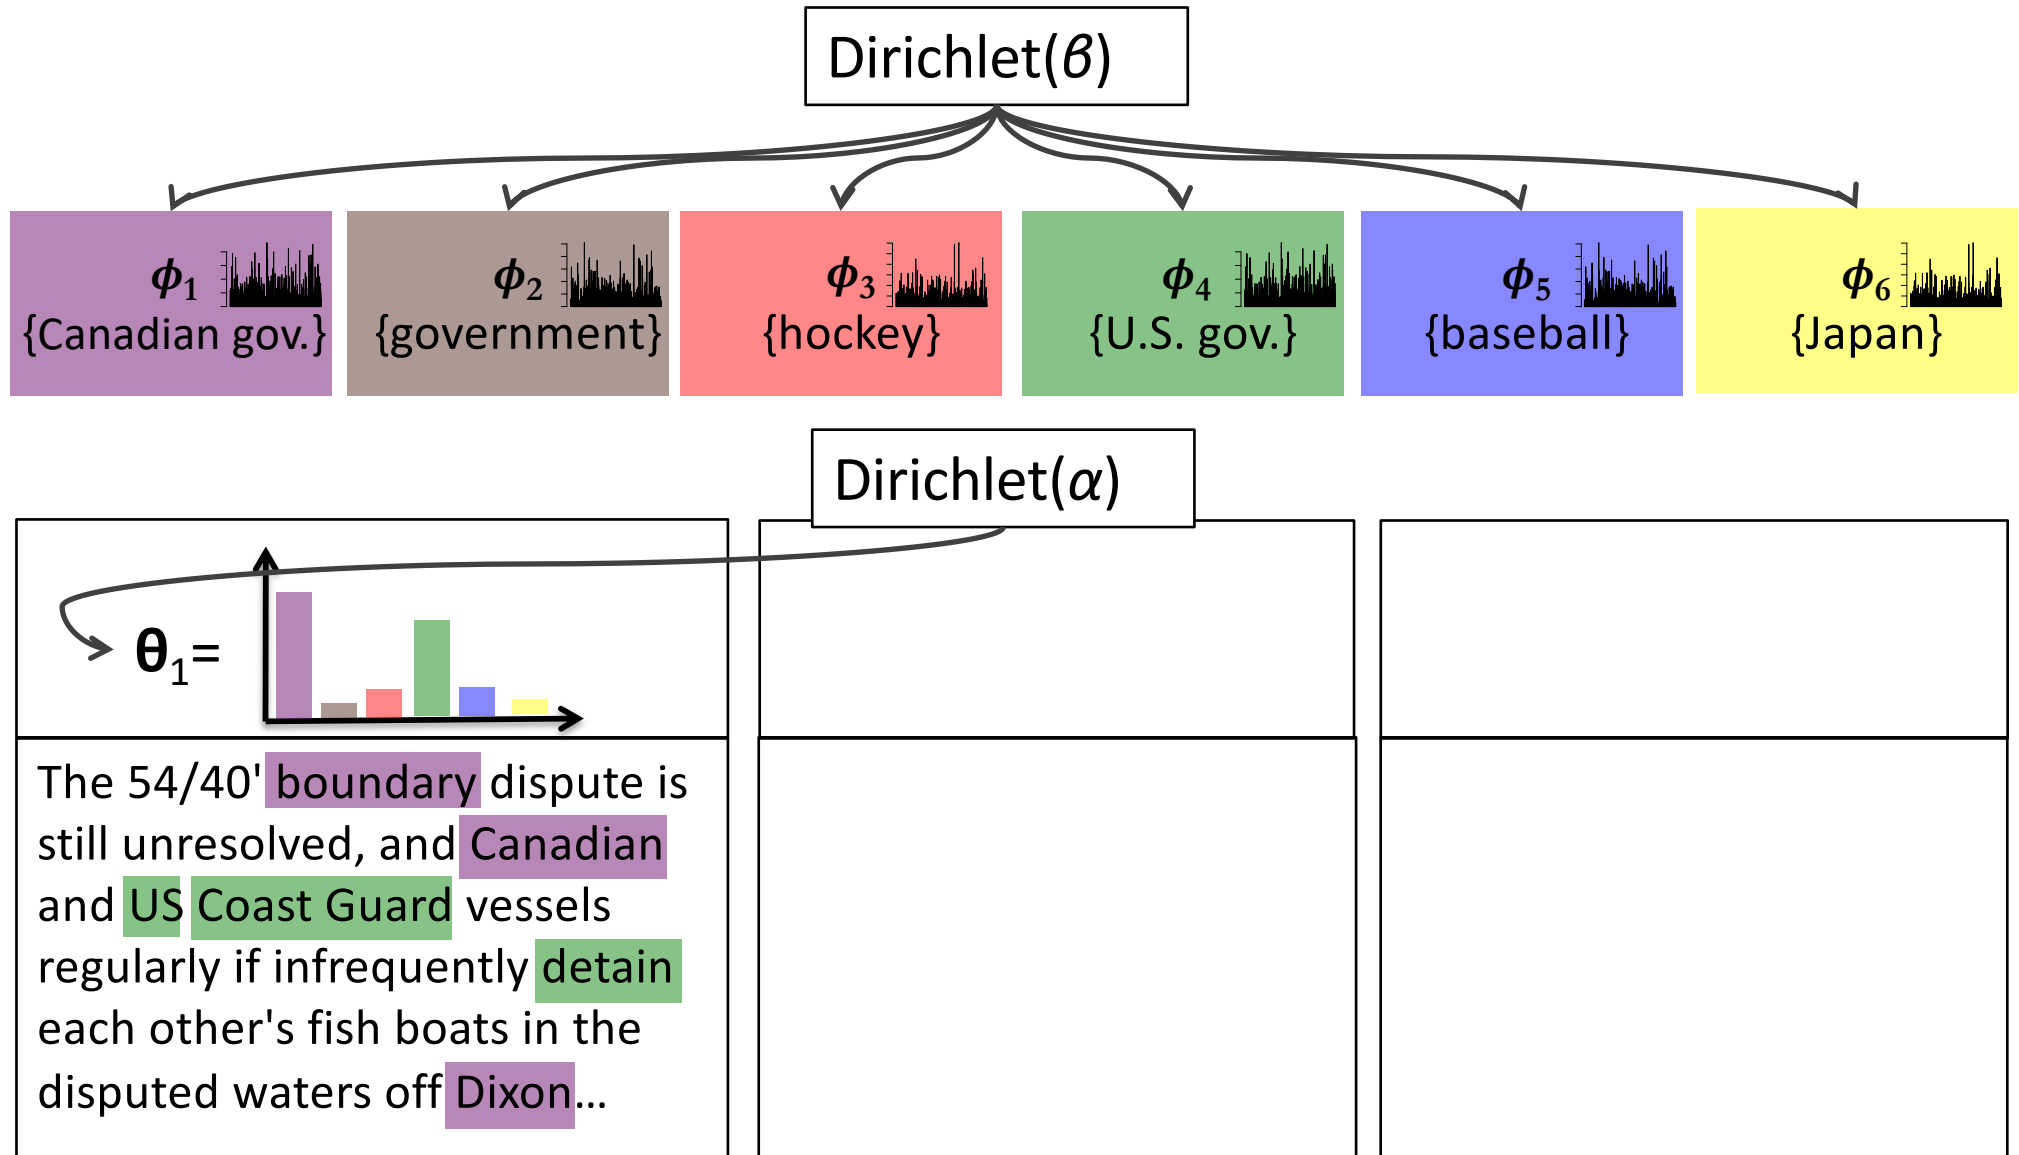 Dirichlet(β)
ϕ1 ϕ2 ϕ3 ϕ4 ϕ5 ϕ6
{Canadian gov.} {government} {hockey} {U.S. gov.} {baseball} {Japan}
Dirichlet(α)
θ1=
The 54/40' boundary dispute is
still unresolved, and Canadian
and US Coast Guard vessels
regularly if infrequently detain
each other's fish boats in the
disputed waters off Dixon...